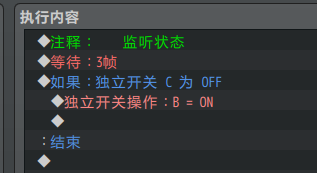 执行内容
◆注释：　　监听状态
◆等待：3帧
◆如果：独立开关 C 为 OFF
◆独立开关操作：B = ON
◆
：结束
◆